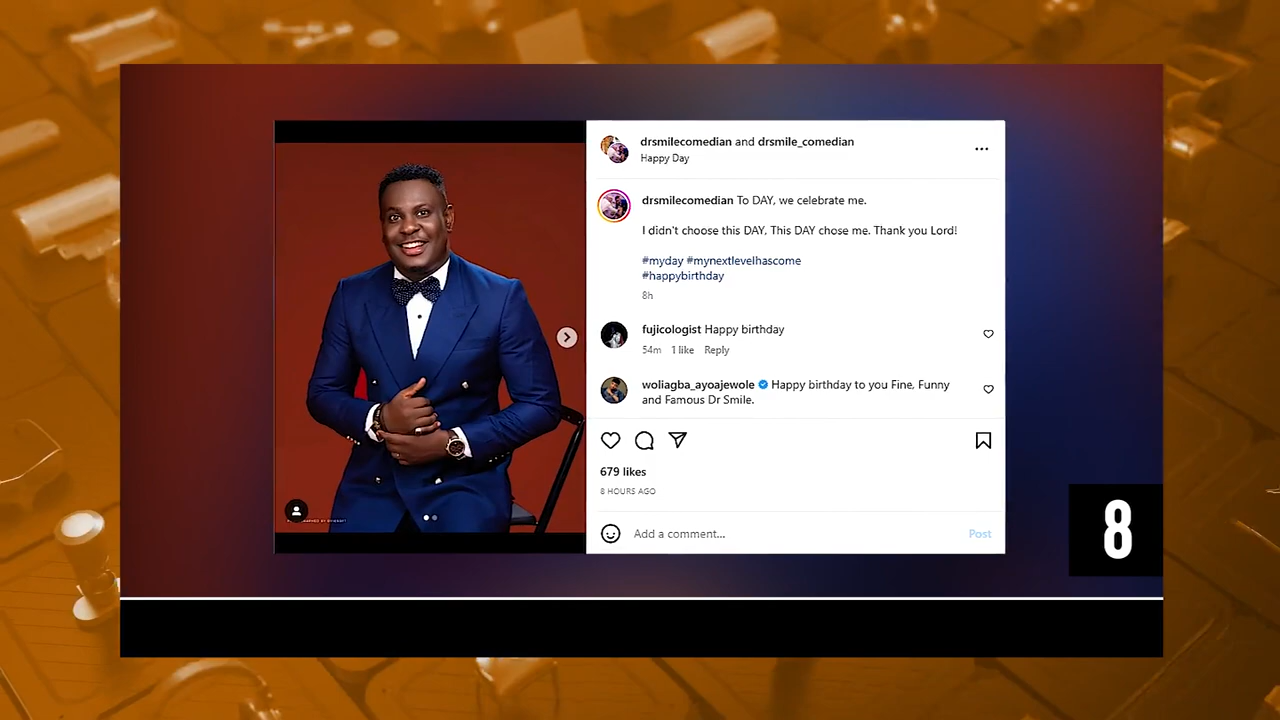 drsmilecomedian and drsmile_comedian
Happy Day
drsmilecomedian To DAY, we celebrate me.
I didn't choose this DAY, This DAY chose me. Thank you Lord!
#myday #mynextlevelhascome
#happybirthday
8h
fujicologist Happy birthday
54m 1 like Reply
woliagba_ayoajewole Happy birthday to you Fine, Funny
and Famous Dr Smile.
679 likes
8 HOURS AGO
Add a comment...
Post
8